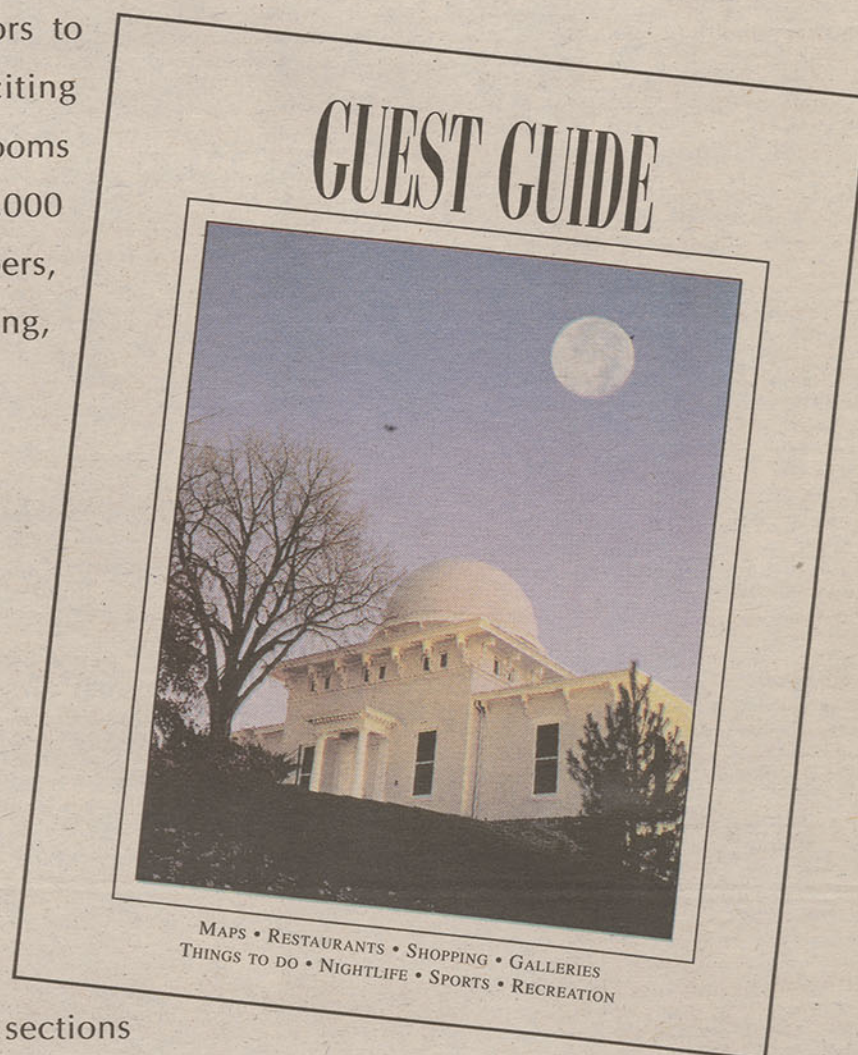 ors to
citing
ooms
000
ers,
ng,
GUEST GUIDE
MAPS • RESTAURANTS • SHOPPING • GALLERIES
THINGS TO DO • NIGHTLIFE • SPORTS • RECREATION
sections